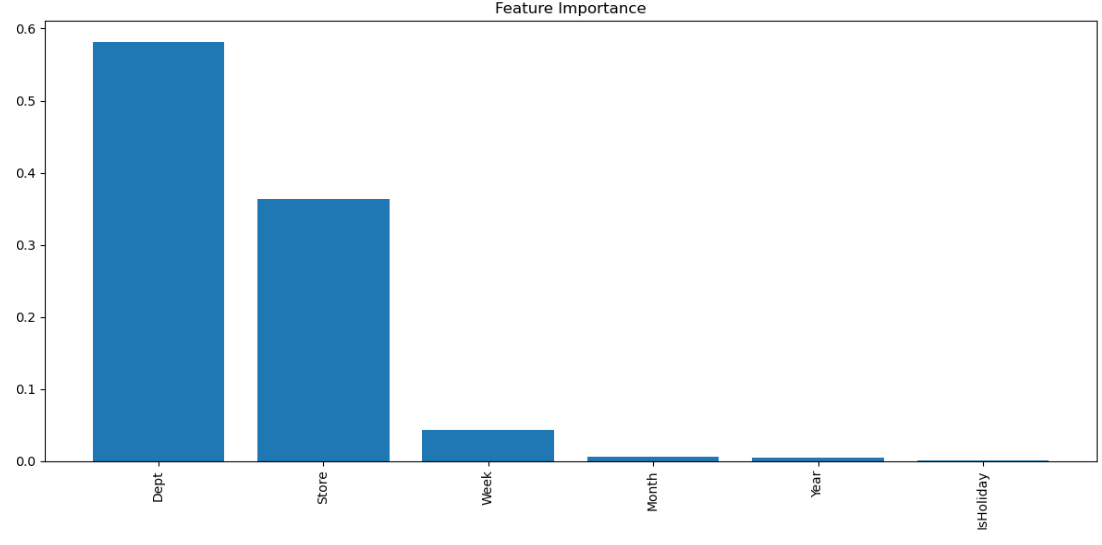 Feature Importance
0.6
0.5
0.4
0.3
0.2
0.1
0.0
Dept
Store
Week
Month
Year
IsHoliday